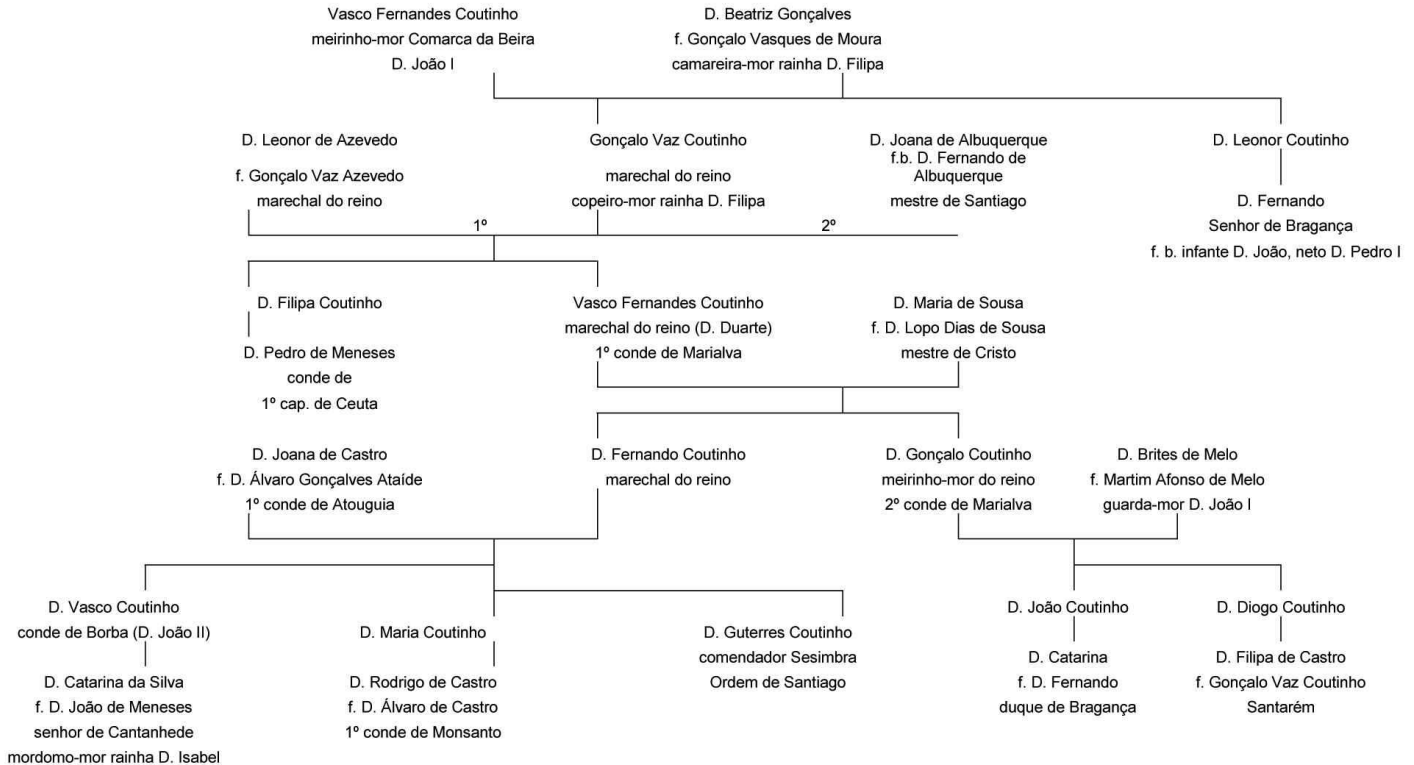 Vasco Fernandes Coutinho
meirinho-mor Comarca da Beira
D. João I
D. Beatriz Gonçalves
f. Gonçalo Vasques de Moura
camareira-mor rainha D. Filipa
D. Leonor de Azevedo
f. Gonçalo Vaz Azevedo
marechal do reino
Gonçalo Vaz Coutinho
marechal do reino
copeiro-mor rainha D. Filipa
D. Joana de Albuquerque
f.b. D. Fernando de
Albuquerque
mestre de Santiago
D. Leonor Coutinho
D. Fernando
Senhor de Bragança
f. b. infante D. João, neto D. Pedro I
1º
2º
D. Filipa Coutinho
D. Pedro de Meneses
conde de
1º cap. de Ceuta
Vasco Fernandes Coutinho
marechal do reino (D. Duarte)
1º conde de Marialva
D. Maria de Sousa
f. D. Lopo Dias de Sousa
mestre de Cristo
D. Joana de Castro
f. D. Álvaro Gonçalves Ataíde
1º conde de Atouguia
D. Fernando Coutinho
marechal do reino
D. Gonçalo Coutinho
meirinho-mor do reino
2º conde de Marialva
D. Brites de Melo
f. Martim Afonso de Melo
guarda-mor D. João I
D. Vasco Coutinho
conde de Borba (D. João II)
D. Catarina da Silva
f. D. João de Meneses
senhor de Cantanhede
mordomo-mor rainha D. Isabel
D. Maria Coutinho
D. Rodrigo de Castro
f. D. Álvaro de Castro
1º conde de Monsanto
D. Guterres Coutinho
comendador Sesimbra
Ordem de Santiago
D. João Coutinho
D. Catarina
f. D. Fernando
duque de Bragança
D. Diogo Coutinho
D. Filipa de Castro
f. Gonçalo Vaz Coutinho
Santarém